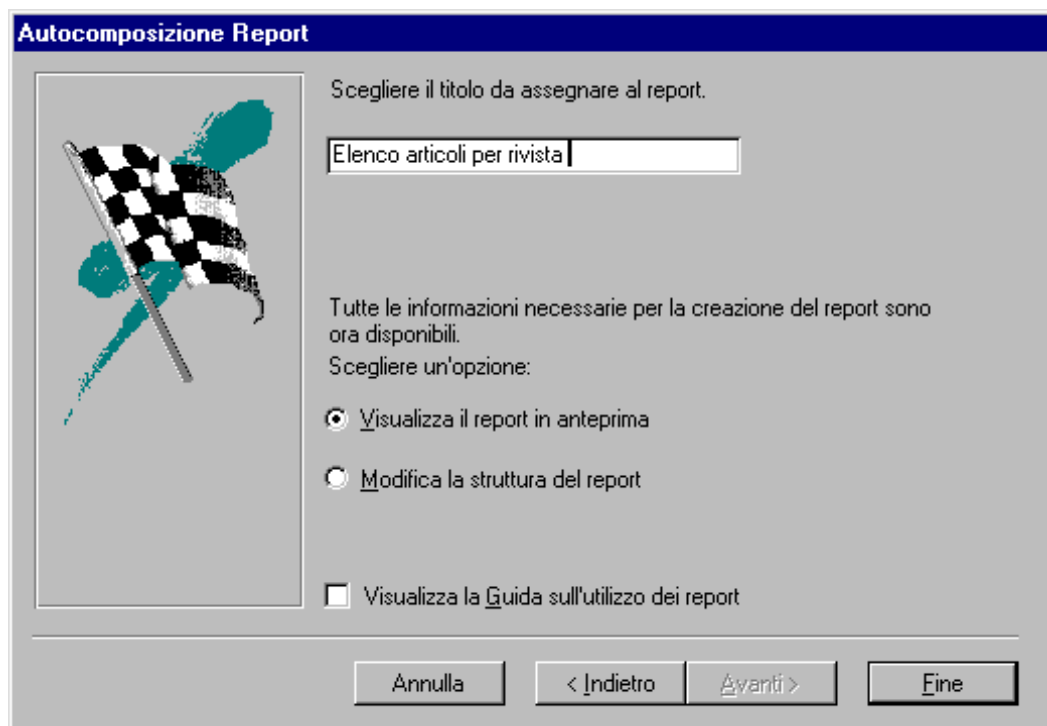 Autocomposizione Report
Scegliere il titolo da assegnare al report.
Elenco articoli per rivista
Tutte le informazioni necessarie per la creazione del report sono
ora disponibili.
Scegliere un'opzione:
Visualizza il report in anteprima
Modifica la struttura del report
Visualizza la Guida sull'utilizzo dei report
Annulla < Indietro Avanti > Fine